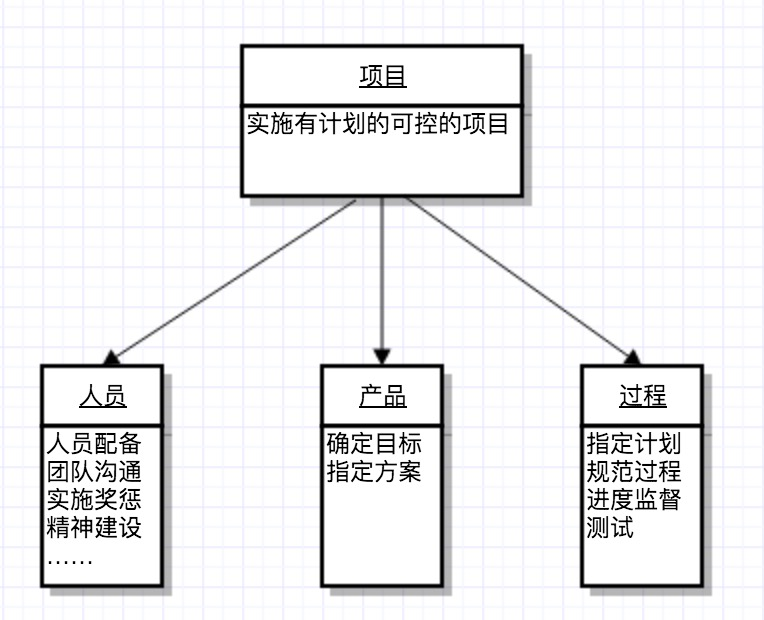 项目
实施有计划的可控的项目
人员
人员配备
团队沟通
实施奖惩
精神建设
……
产品
确定目标
指定方案
过程
指定计划
规范过程
进度监督
测试